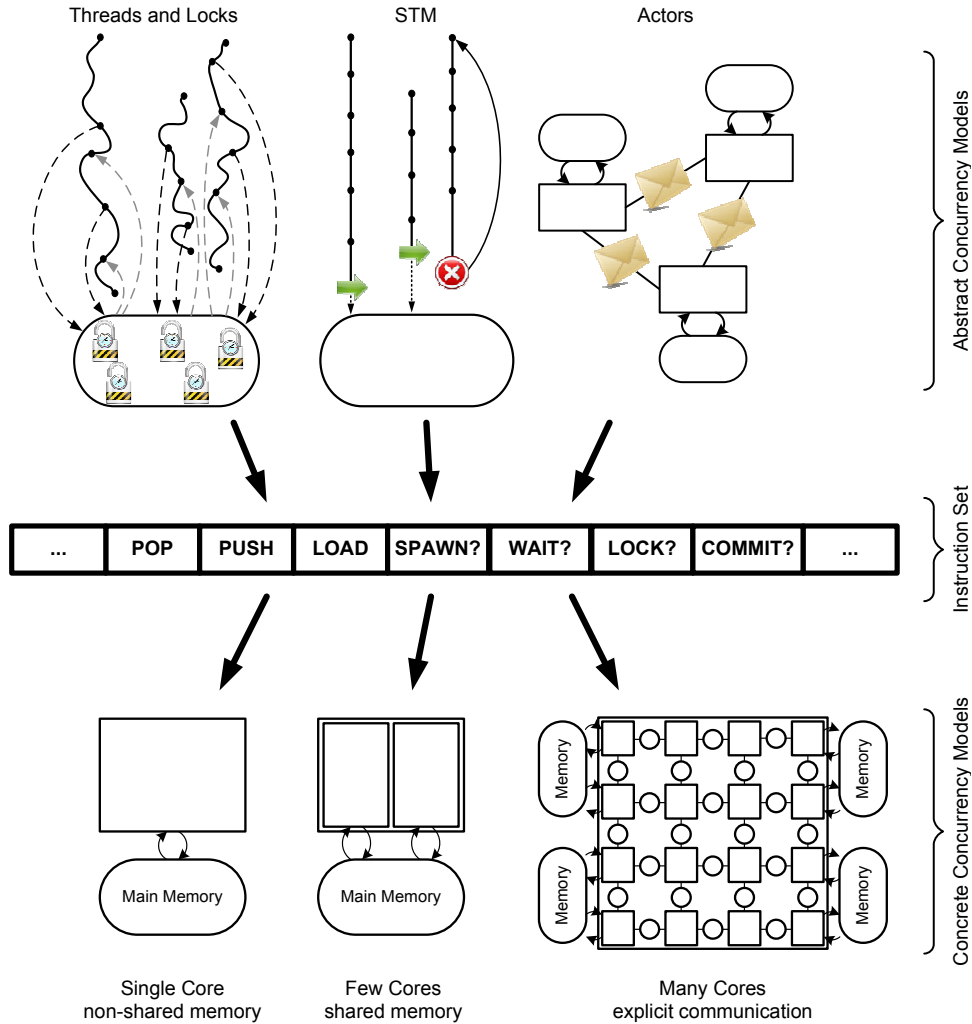 Threads and Locks
STM
Actors
Abstract Concurrency Models
...
POP
PUSH
LOAD
SPAWN?
WAIT?
LOCK?
COMMIT?
...
Instruction Set
Main Memory
Main Memory
Memory
Memory
Memory
Memory
Concrete Concurrency Models
Single Core
non-shared memory
Few Cores
shared memory
Many Cores
explicit communication